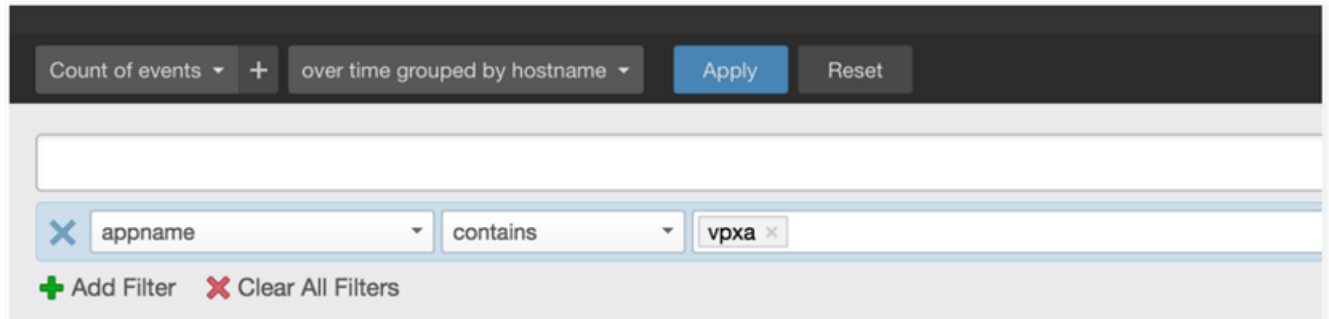 Count of events + over time grouped by hostname Apply Reset
appname contains vpxa ×
Add Filter Clear All Filters